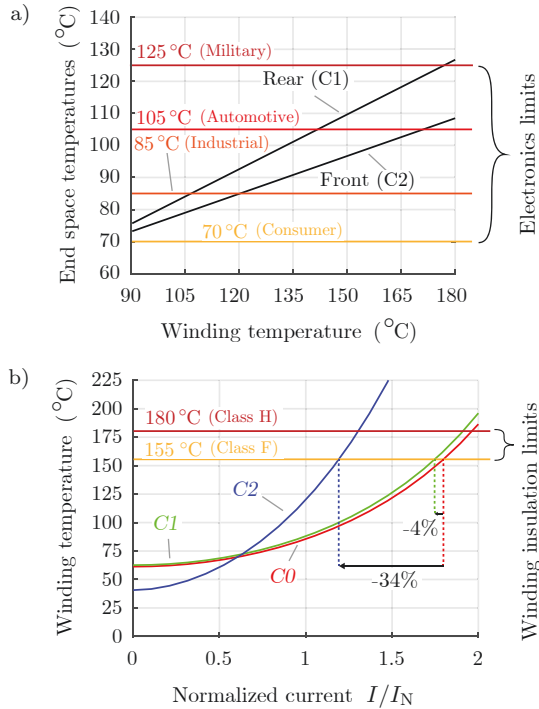 a)
End space temperatures (°C)
140
130
120
110
100
90
80
70
60
125 °C (Military)
Rear (C1)
105 °C (Automotive)
85 °C (Industrial)
Front (C2)
70 °C (Consumer)
Electronics limits
90
105
120
135
150
165
180
Winding temperature (°C)
b)
Winding temperature (°C)
225
200
175
150
125
100
75
50
25
0
180 °C (Class H)
155 °C (Class F)
C2
C1
C0
-4%
-34%
Winding insulation limits
0
0.5
1
1.5
2
Normalized current I/I_N